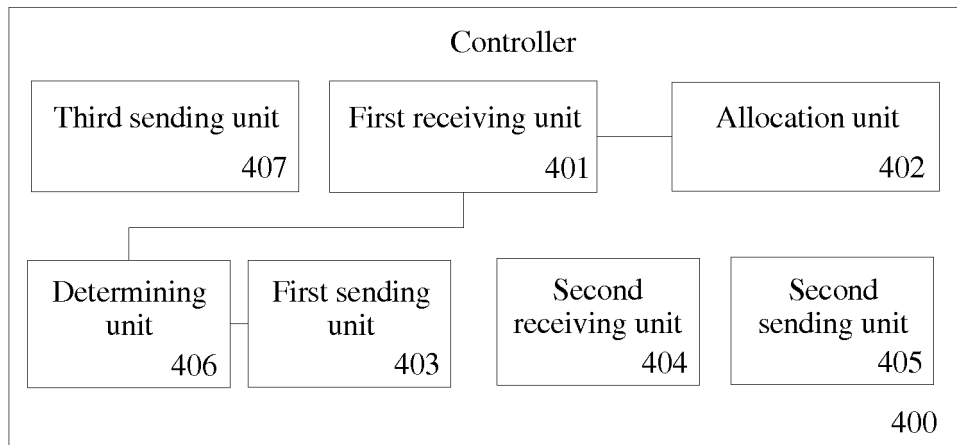 Controller
Third sending unit
407
First receiving unit
401
Allocation unit
402
Determining
unit
406
First sending
unit
403
Second
receiving unit
404
Second
sending unit
405
400